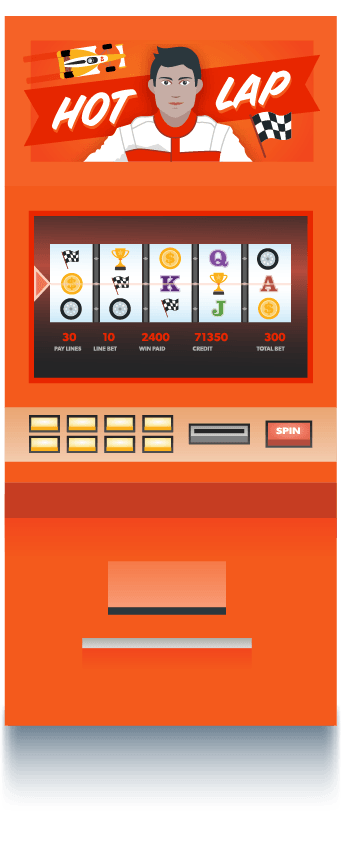 HOT LAP
Q
K A
J
30 10 2400 71350 300
PAY LINES LINE BET WIN PAID CREDIT TOTAL BET
SPIN